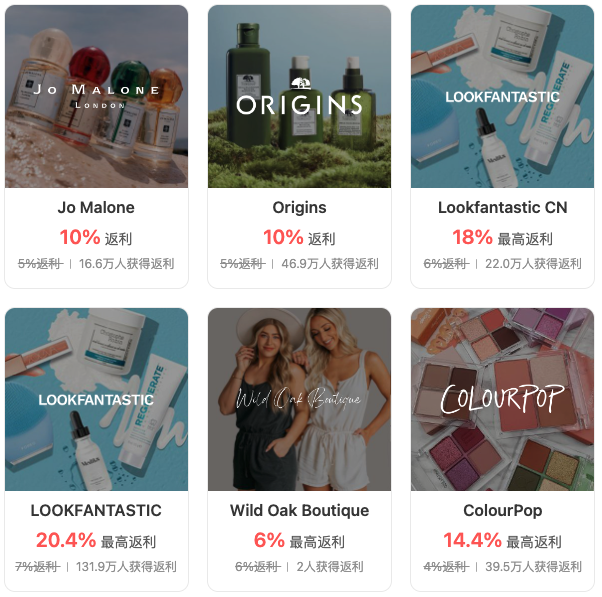 JO MALONE
LONDON
Jo Malone
10% 返利
5%返利 | 16.6万人获得返利
ORIGINS
Origins
10% 返利
5%返利 | 46.9万人获得返利
LOOKFANTASTIC
REGENERATE
Medik8
Lookfantastic CN
18% 最高返利
6%返利 | 22.0万人获得返利
LOOKFANTASTIC
REGENERATE
Medik8
LOOKFANTASTIC
20.4% 最高返利
7%返利 | 131.9万人获得返利
Wild Oak Boutique
Wild Oak Boutique
6% 最高返利
6%返利 | 2人获得返利
COLOURPOP
ColourPop
14.4% 最高返利
4%返利 | 39.5万人获得返利